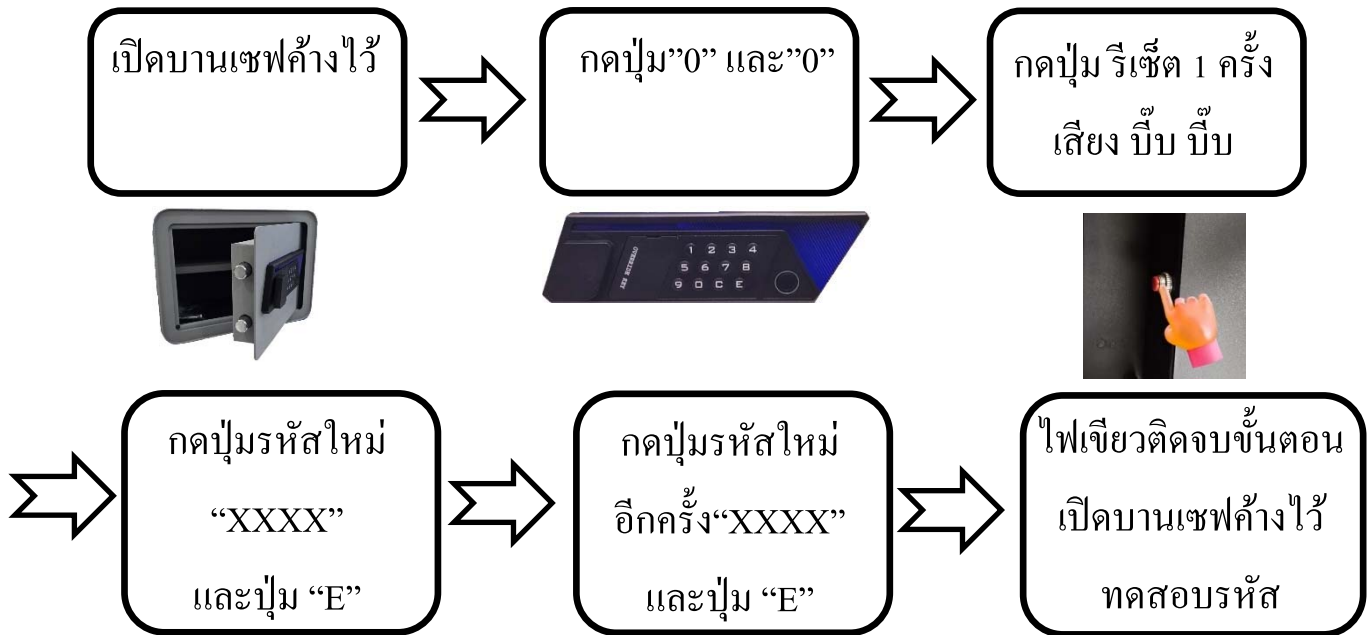 เปิดบานเซฟค้างไว้
กดปุ่ม”0” และ”0”
กดปุ่ม รีเซ็ต 1 ครั้ง
เสียง บี๊บ บี๊บ
1 2 3 4
5 6 7 8
9 0 C E
OVERRIDE KEY
กดปุ่มรหัสใหม่
“XXXX”
และปุ่ม “E”
กดปุ่มรหัสใหม่
อีกครั้ง“XXXX”
และปุ่ม “E”
ไฟเขียวติดจบขั้นตอน
เปิดบานเซฟค้างไว้
ทดสอบรหัส